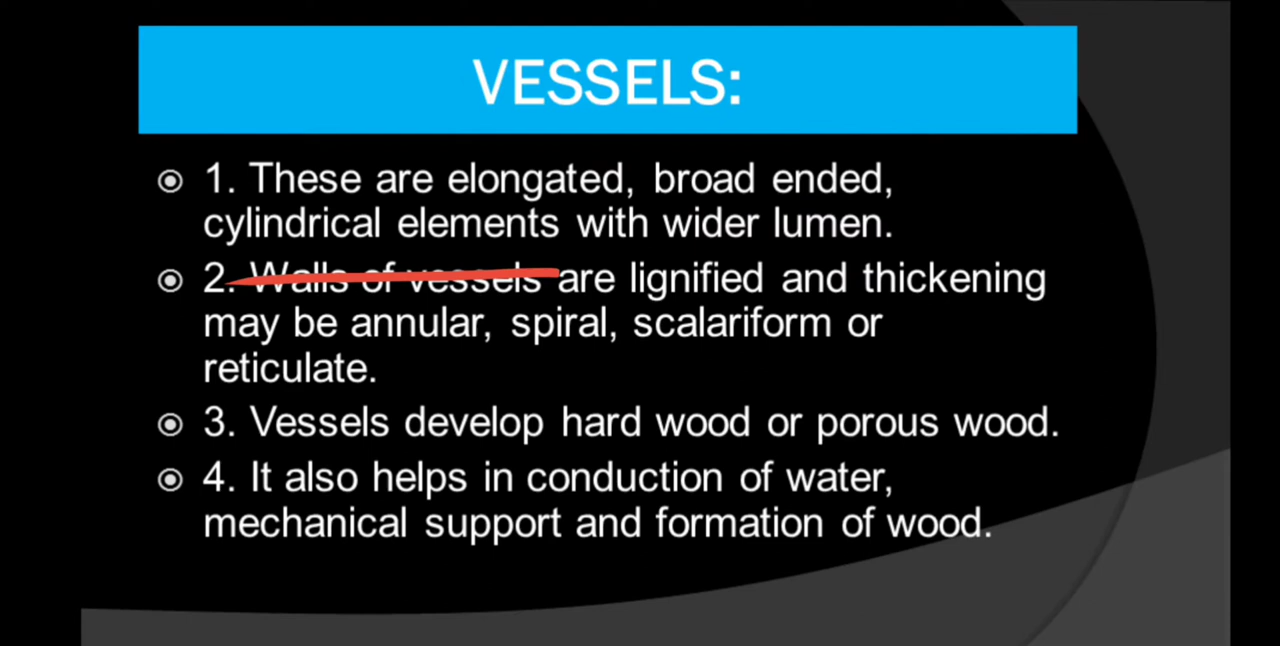 VESSELS:
1. These are elongated, broad ended,
cylindrical elements with wider lumen.
2. Walls of vessels are lignified and thickening
may be annular, spiral, scalariform or
reticulate.
3. Vessels develop hard wood or porous wood.
4. It also helps in conduction of water,
mechanical support and formation of wood.